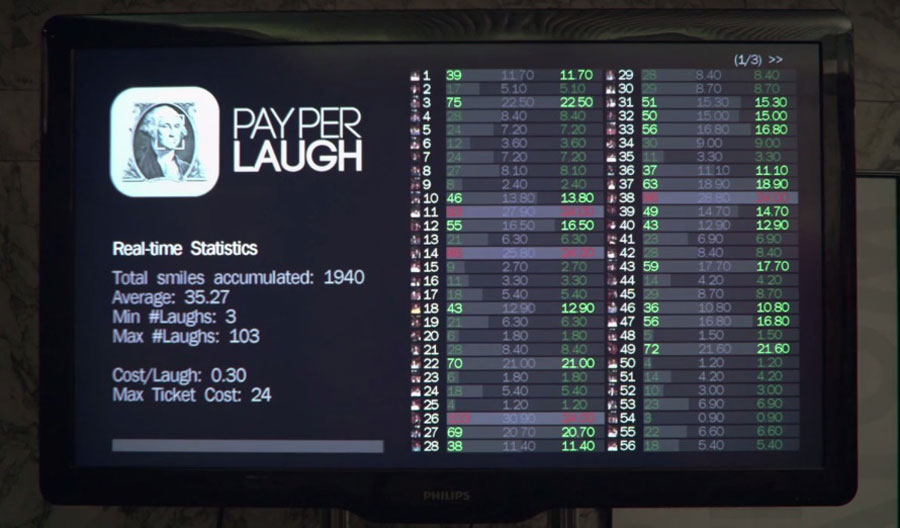 (1/3) >>
PAY PER
LAUGH
Real-time Statistics
Total smiles accumulated: 1940
Average: 35.27
Min #Laughs: 3
Max #Laughs: 103
Cost/Laugh: 0.30
Max Ticket Cost: 24
1 39 11.70 11.70
2 17 5.10 5.10
3 75 22.50 22.50
4 28 8.40 8.40
5 24 7.20 7.20
6 12 3.60 3.60
7 24 7.20 7.20
8 27 8.10 8.10
9 8 2.40 2.40
10 46 13.80 13.80
11 27.90
12 55 16.50 16.50
13 21 6.30 6.30
14 25.80
15 9 2.70 2.70
16 11 3.30 3.30
17 18 5.40 5.40
18 43 12.90 12.90
19 21 6.30 6.30
20 6 1.80 1.80
21 28 8.40 8.40
22 70 21.00 21.00
23 6 1.80 1.80
24 18 5.40 5.40
25 4 1.20 1.20
26 103 30.90
27 69 20.70 20.70
28 38 11.40 11.40
29 28 8.40 8.40
30 29 8.70 8.70
31 51 15.30 15.30
32 50 15.00 15.00
33 56 16.80 16.80
34 30 9.00 9.00
35 11 3.30 3.30
36 37 11.10 11.10
37 63 18.90 18.90
38 28.80
39 49 14.70 14.70
40 43 12.90 12.90
41 23 6.90 6.90
42 28 8.40 8.40
43 59 17.70 17.70
44 14 4.20 4.20
45 29 8.70 8.70
46 36 10.80 10.80
47 56 16.80 16.80
48 5 1.50 1.50
49 72 21.60 21.60
50 4 1.20 1.20
51 14 4.20 4.20
52 10 3.00 3.00
53 23 6.90 6.90
54 3 0.90 0.90
55 22 6.60 6.60
56 18 5.40 5.40
PHILIPS